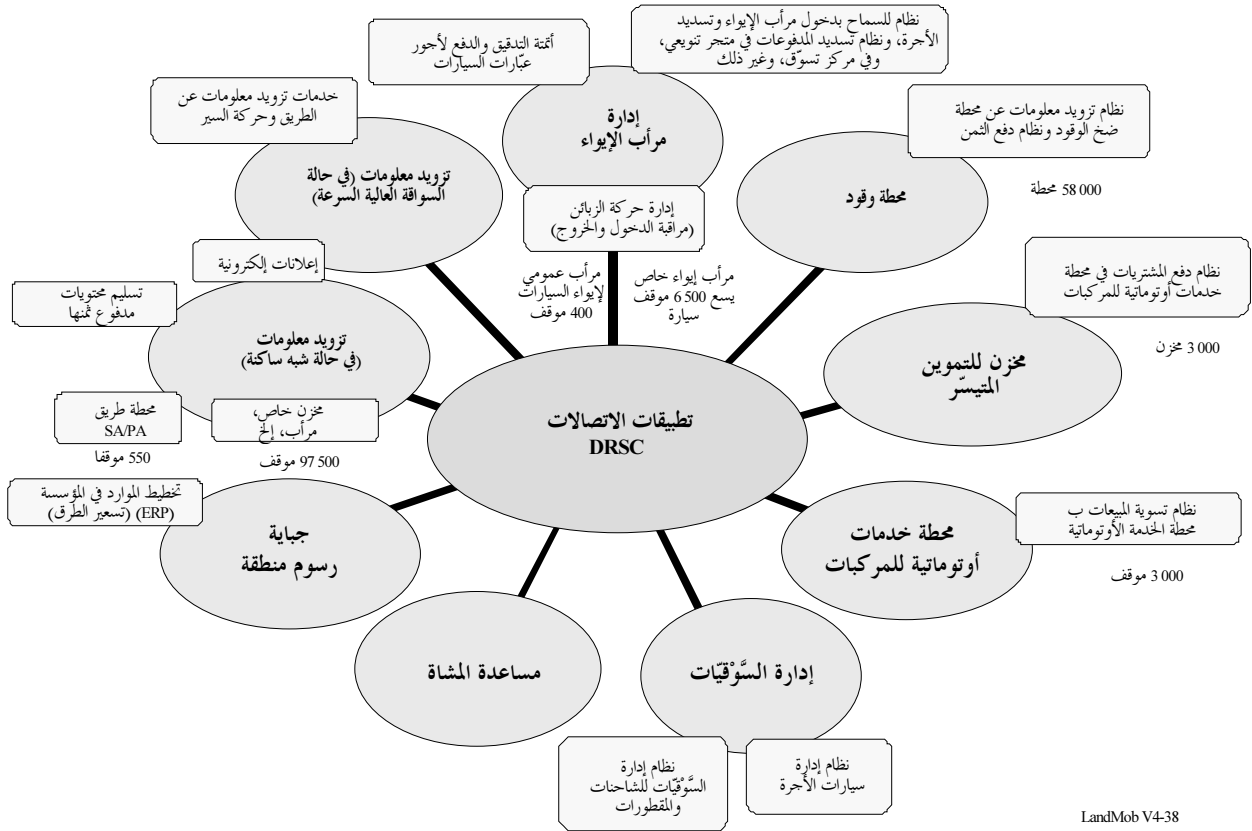 نظام للسماح بدخول مرأب الإيواء وتسديد
الأجرة، ونظام تسديد المدفوعات في متجر تنويعي،
وفي مركز تسوّق، وغير ذلك
أتمتة التدقيق والدفع لأجور
عبّارات السيارات
خدمات تزويد معلومات عن
الطريق وحركة السير
إدارة
مرأب الإيواء
نظام تزويد معلومات عن محطة
ضخ الوقود ونظام دفع الثمن
58 000 محطة
محطة وقود
تزويد معلومات (في حالة
السواقة العالية السرعة)
إدارة حركة الزبائن
(مراقبة الدخول والخروج)
مرأب إيواء خاص
يسع 6 500 موقف
سيارة
مرأب عمومي
لإيواء السيارات
400 موقف
إعلانات إلكترونية
تسليم محتويات
مدفوع ثمنها
تزويد معلومات
(في حالة شبه ساكنة)
نظام دفع المشتريات في محطة
خدمات أوتوماتية للمركبات
3 000 مخزن
مخزن للتموين
المتيسّر
محطة طريق
SA/PA
550 موقفا
مخزن خاص،
مرأب، إلخ
97 500 موقف
تطبيقات الاتصالات
DRSC
تخطيط الموارد في المؤسسة
(ERP) (تسعير الطرق)
جباية
رسوم منطقة
محطة خدمات
أوتوماتية للمركبات
نظام تسوية المبيعات ب
محطة الخدمة الأوتوماتية
3 000 موقف
مساعدة المشاة
إدارة السَّوْقيّات
نظام إدارة
السَّوْقيّات للشاحنات
والمقطورات
نظام إدارة
سيارات الأجرة
LandMob V4-38